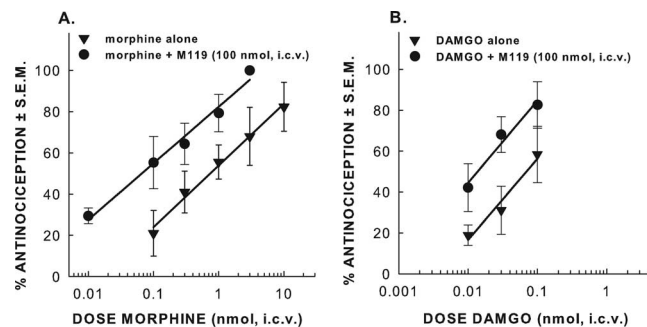 A.
morphine alone
morphine + M119 (100 nmol, i.c.v.)
% ANTINOCICEPTION ± S.E.M.
100
80
60
40
20
0
0.01 0.1 1 10
DOSE MORPHINE (nmol, i.c.v.)
B.
DAMGO alone
DAMGO + M119 (100 nmol, i.c.v.)
% ANTINOCICEPTION ± S.E.M.
100
80
60
40
20
0
0.001 0.01 0.1 1
DOSE DAMGO (nmol, i.c.v.)